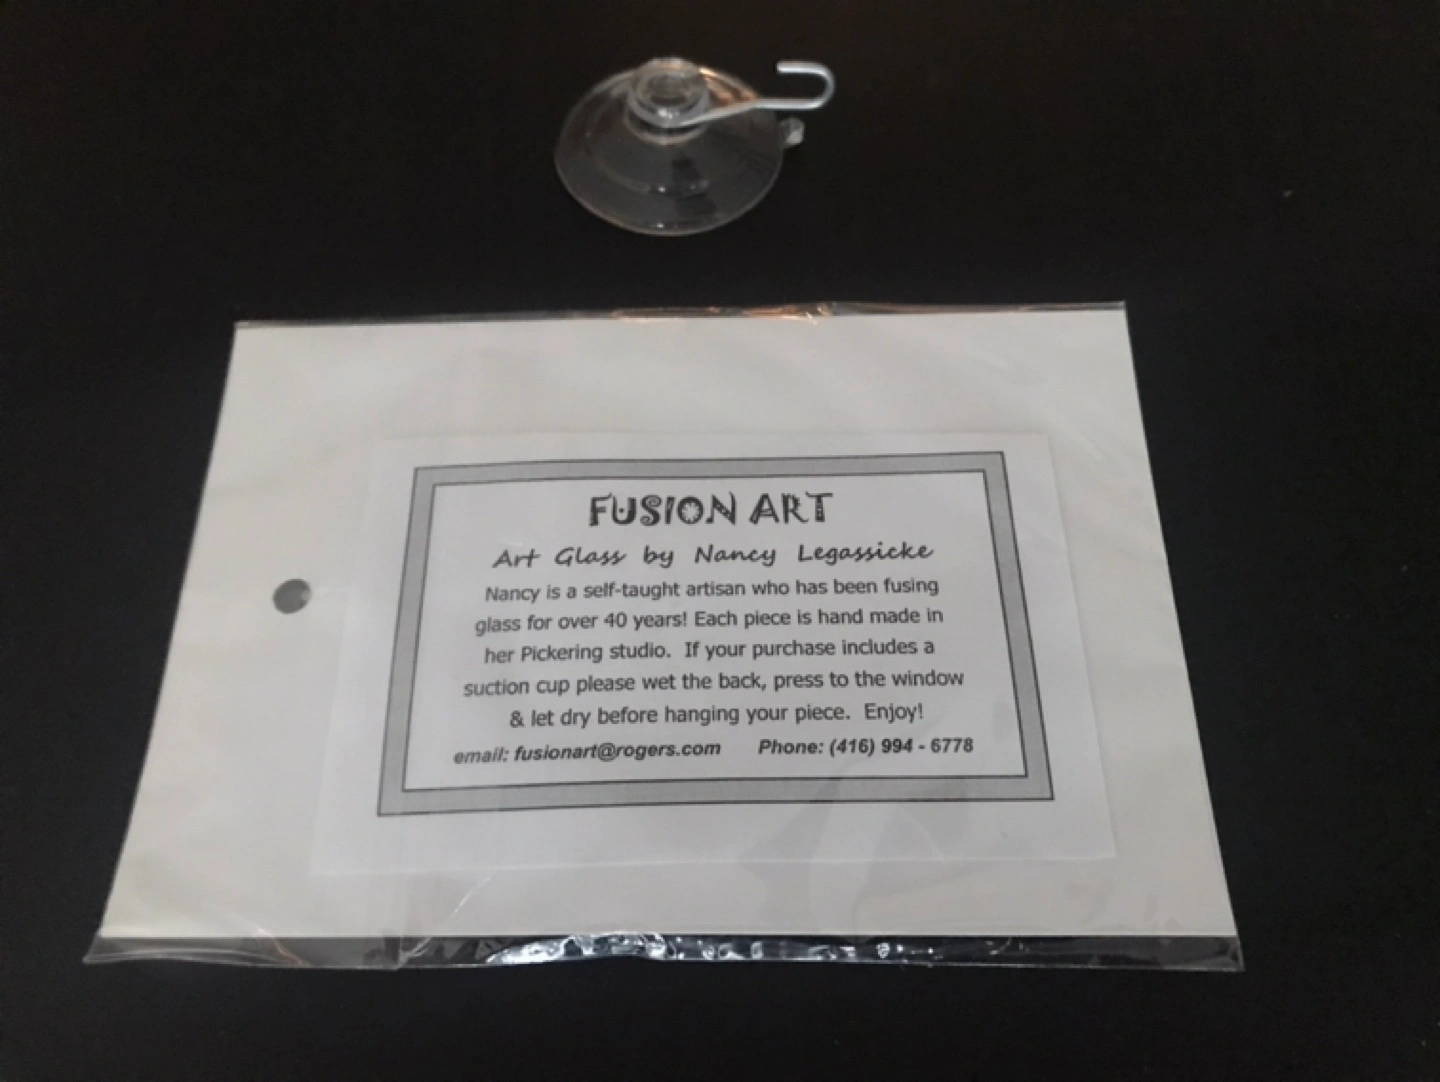 FUSION ART
Art Glass by Nancy Legassicke
Nancy is a self-taught artisan who has been fusing
glass for over 40 years! Each piece is hand made in
her Pickering studio. If your purchase includes a
suction cup please wet the back, press to the window
& let dry before hanging your piece. Enjoy!
email: fusionart@rogers.com Phone: (416) 994 - 6778